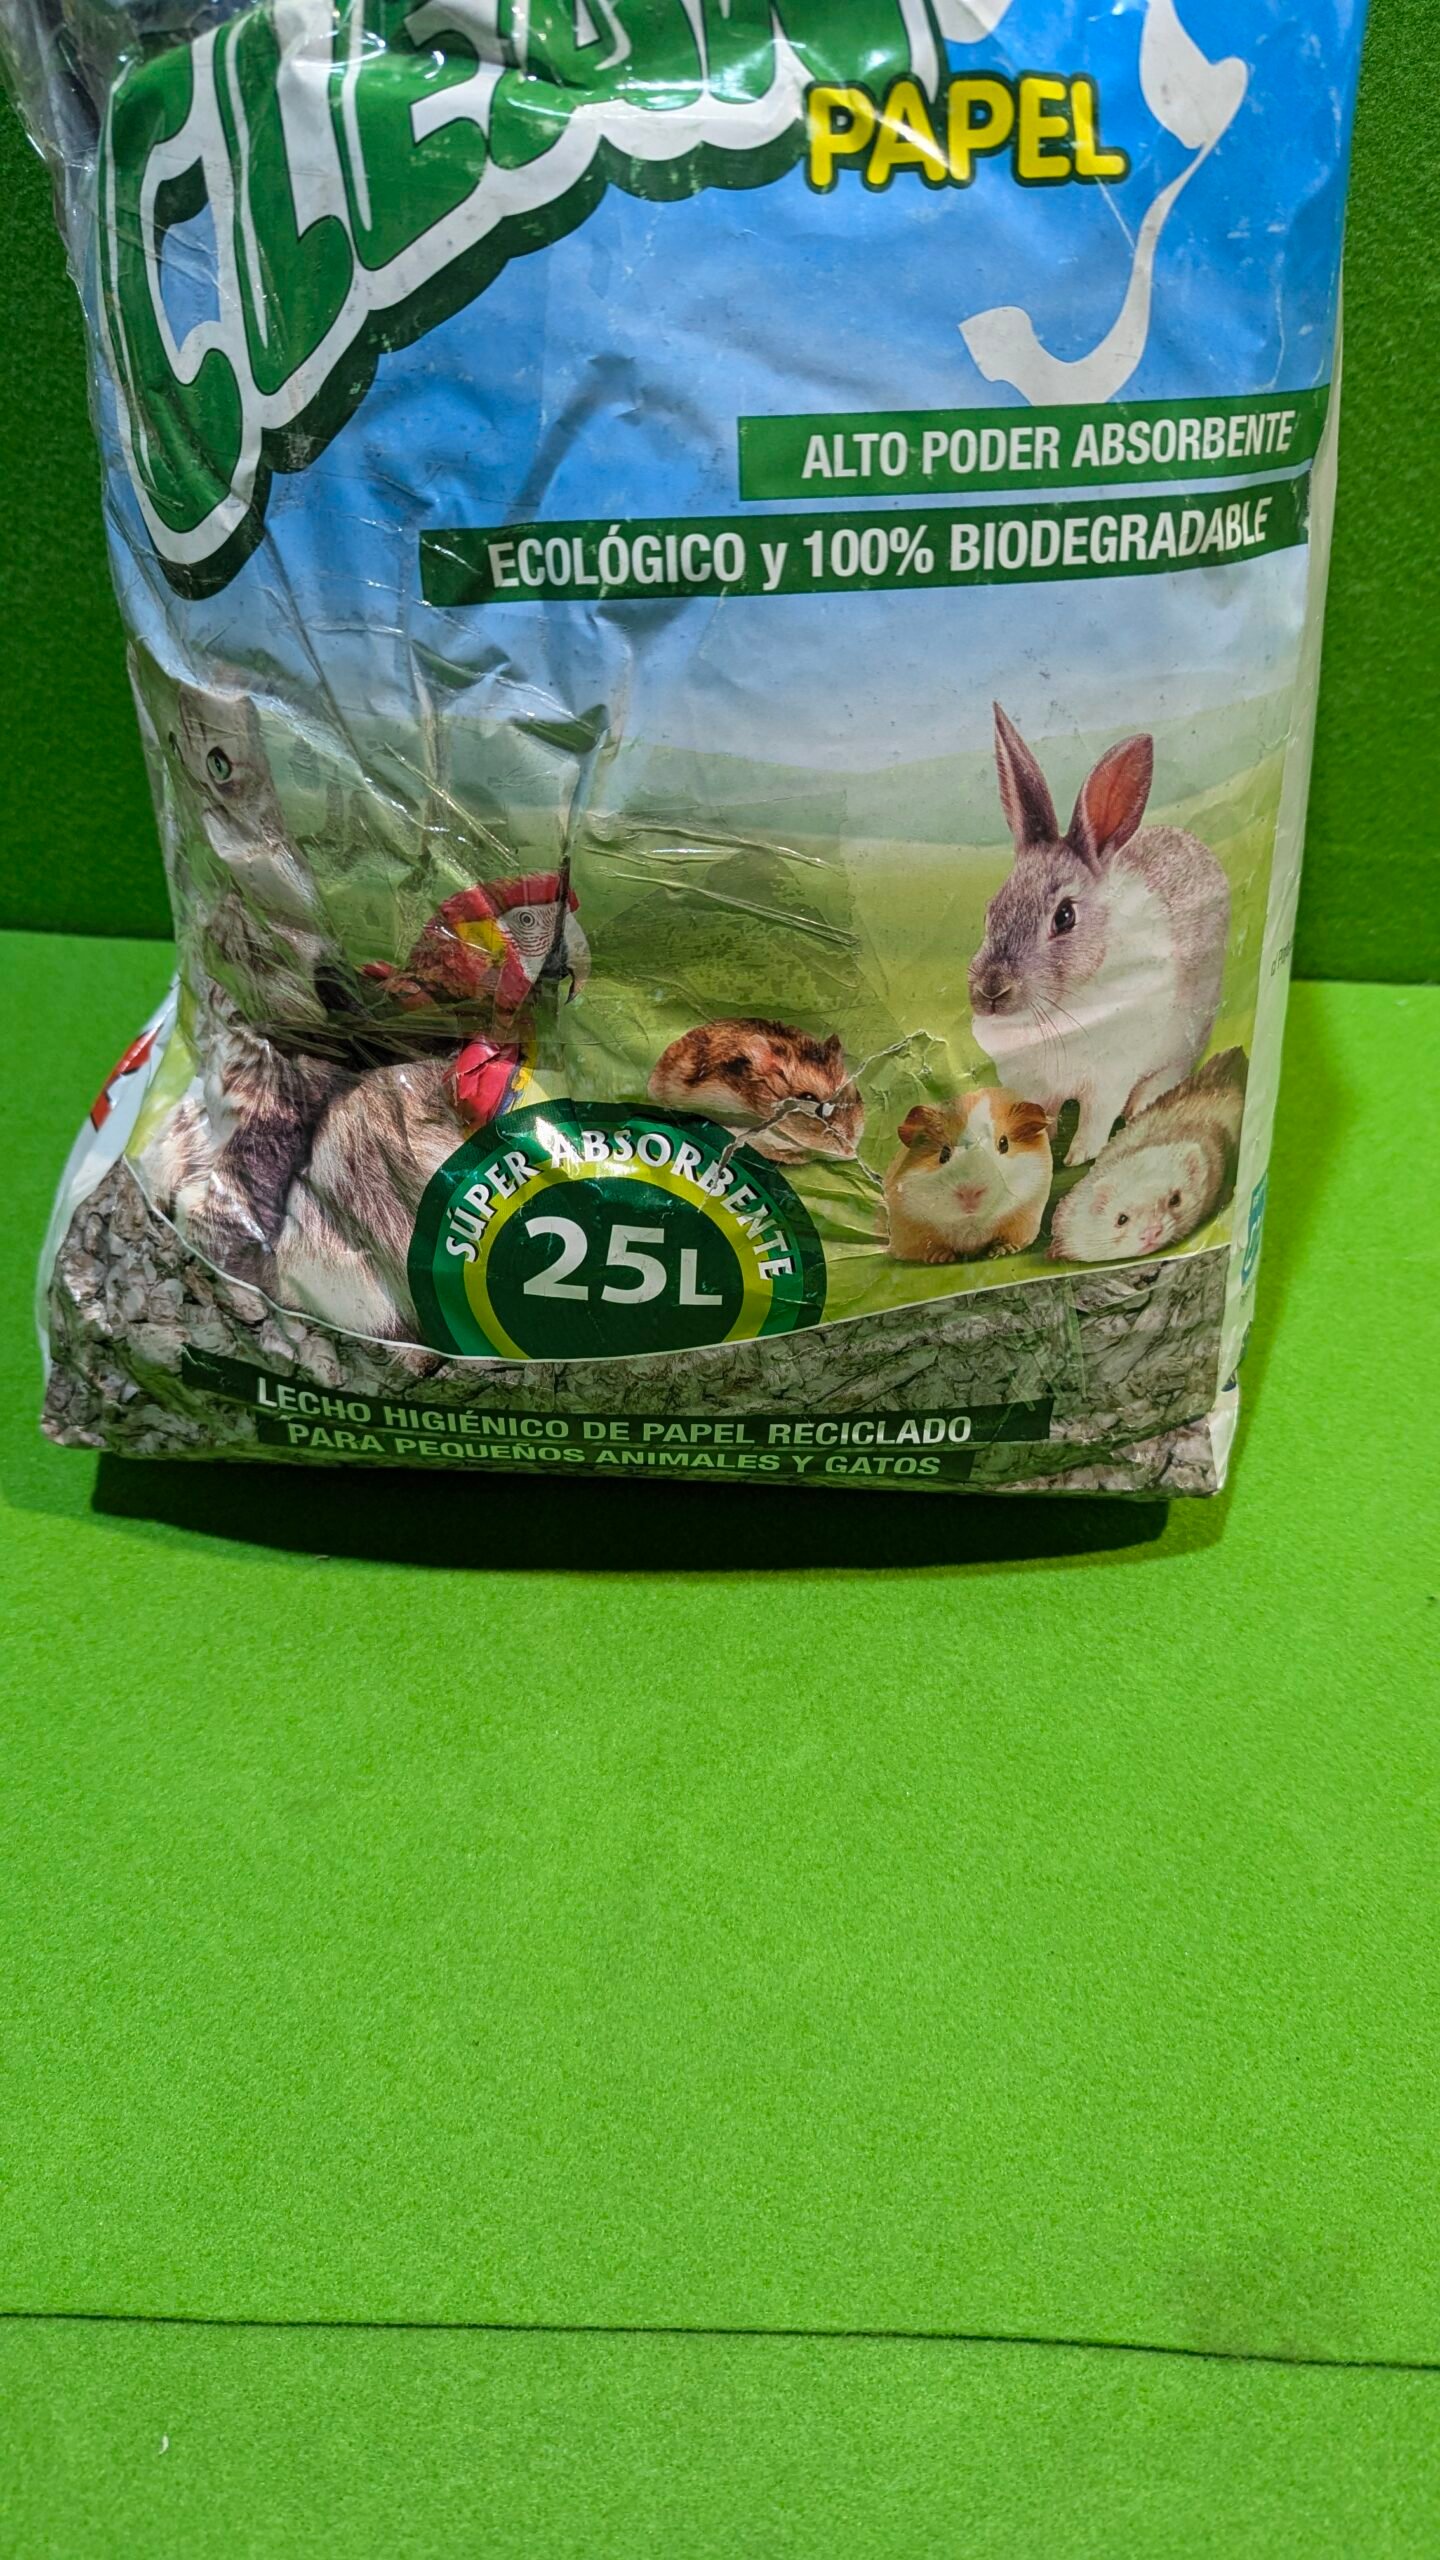 CLEAN
PAPEL
ALTO PODER ABSORBENTE
ECOLÓGICO y 100% BIODEGRADABLE
SÚPER ABSORBENTE
25L
LECHO HIGIÉNICO DE PAPEL RECICLADO
PARA PEQUEÑOS ANIMALES Y GATOS